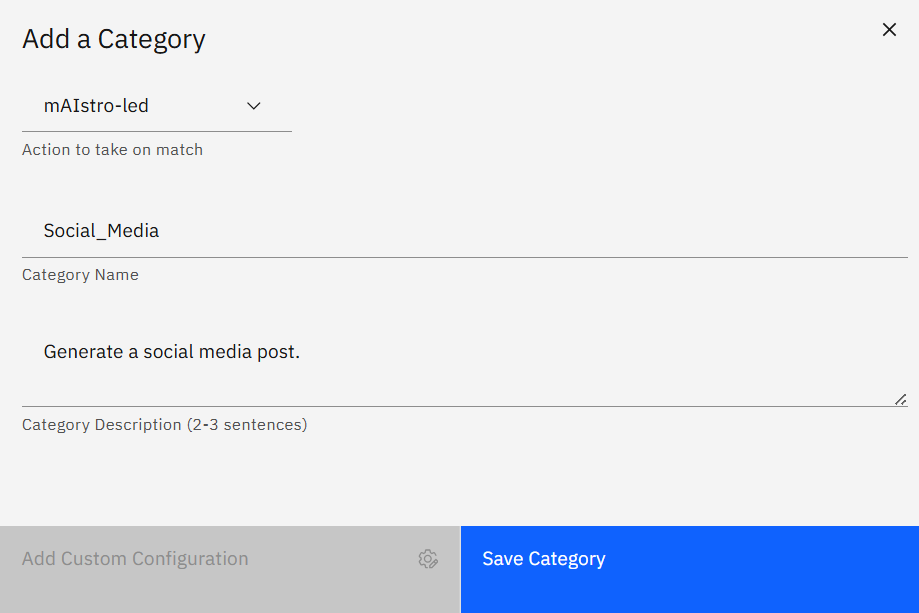 Add a Category
mAIstro-led
Action to take on match
Social_Media
Category Name
Generate a social media post.
Category Description (2-3 sentences)
Add Custom Configuration
Save Category